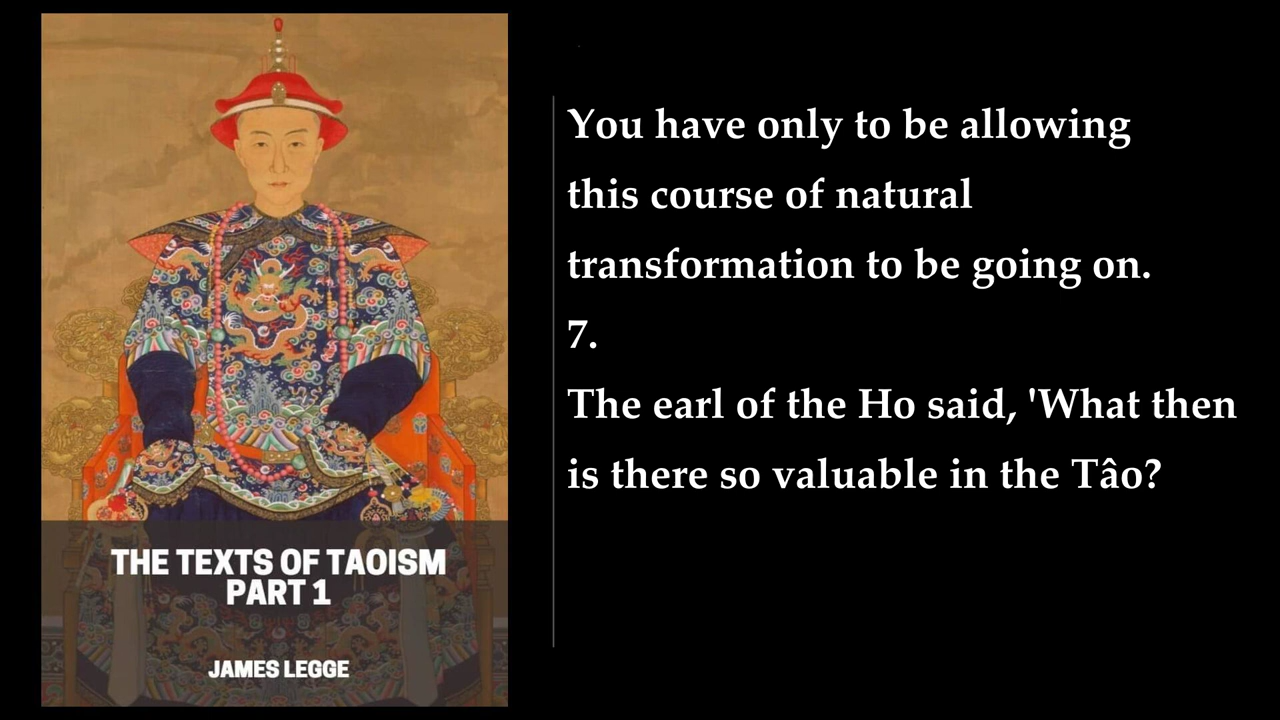 THE TEXTS OF TAOISM
PART 1
JAMES LEGGE
You have only to be allowing
this course of natural
transformation to be going on.
7.
The earl of the Ho said, 'What then
is there so valuable in the Tâo?